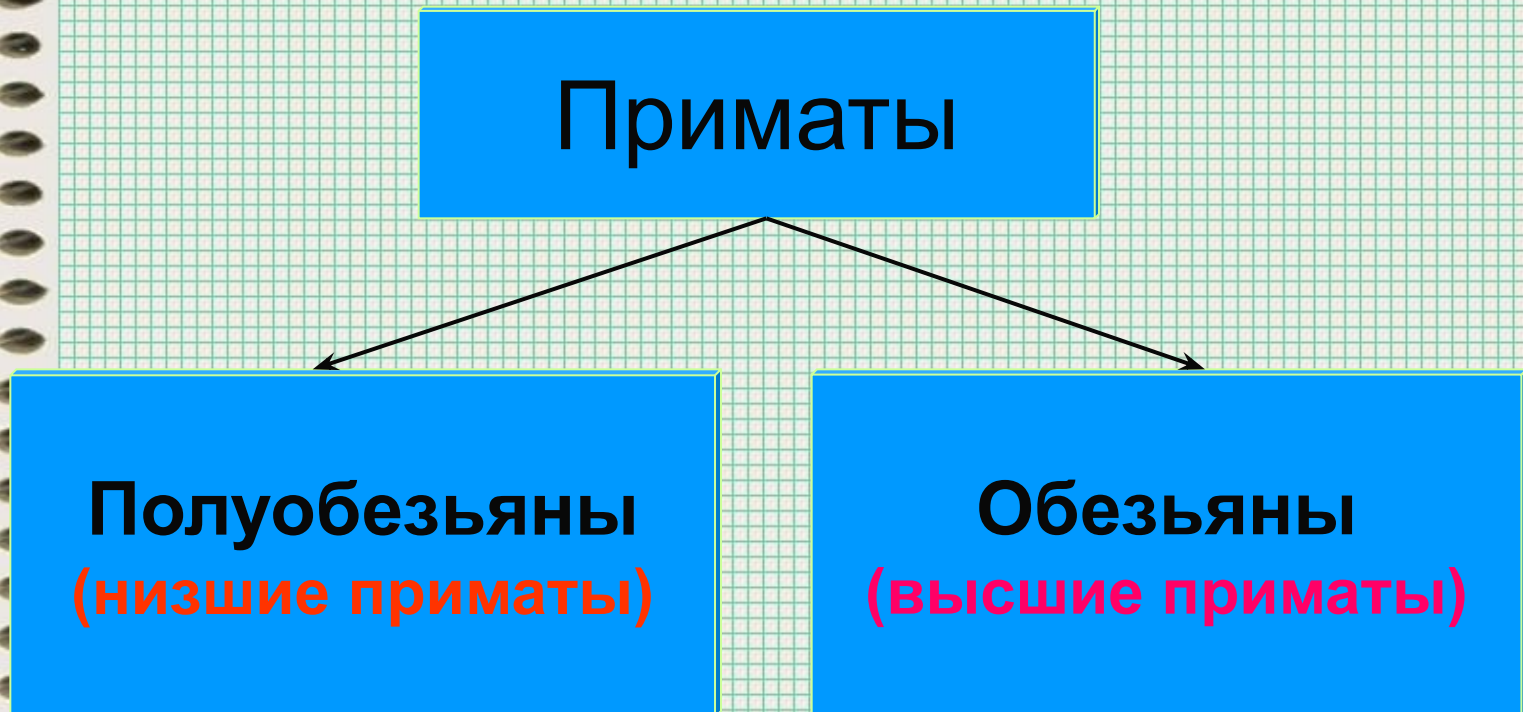 Приматы
Полуобезьяны
(низшие приматы)
Обезьяны
(высшие приматы)